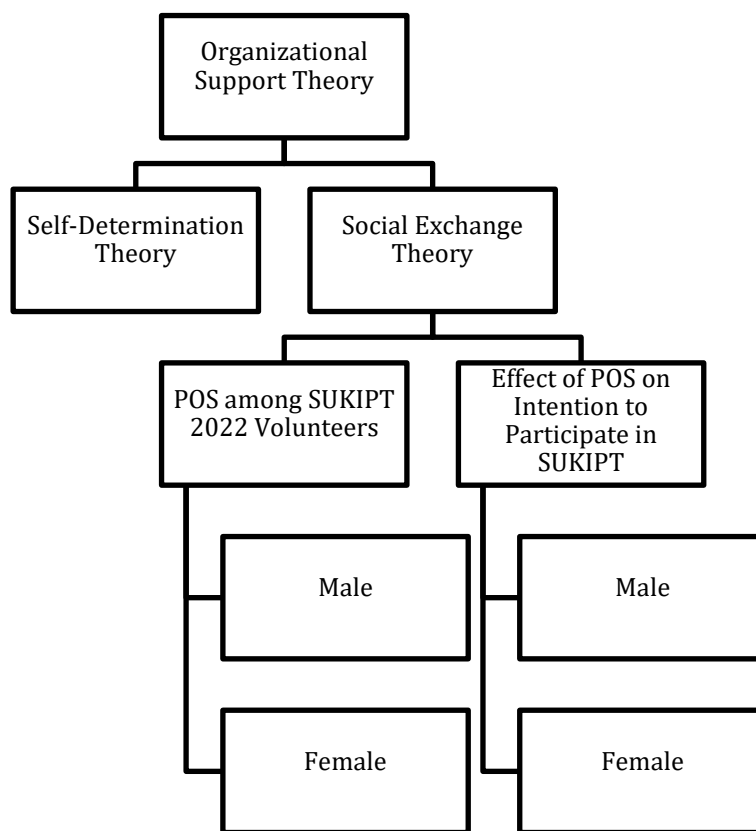 Organizational
Support Theory
Self-Determination
Theory
Social Exchange
Theory
POS among SUKIPT
2022 Volunteers
Effect of POS on
Intention to
Participate in
SUKIPT
Male
Male
Female
Female